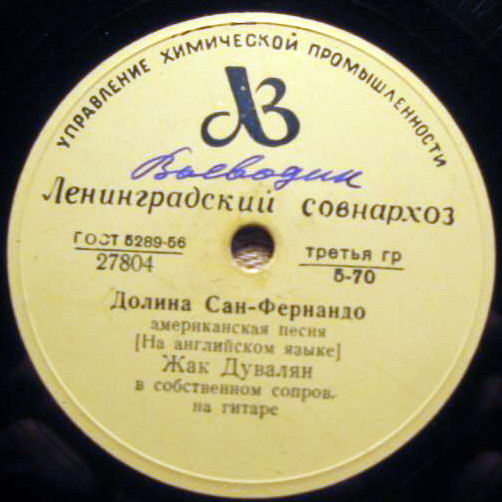 УПРАВЛЕНИЕ ХИМИЧЕСКОЙ ПРОМЫШЛЕННОСТИ
ЛЗ
Воеводин
Ленинградский совнархоз
ГОСТ 5289-56
27804
третья гр
5-70
Долина Сан-Фернандо
американская песня
[На английском языке]
Жак Дувалян
в собственном сопров.
на гитаре